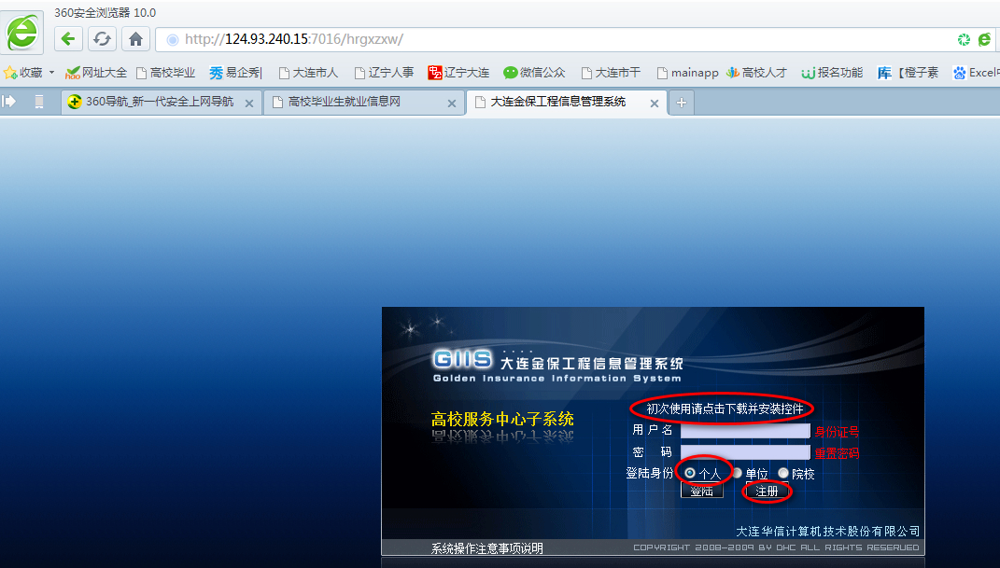 360安全浏览器 10.0
http://124.93.240.15:7016/hrgxzxw/
收藏 网址大全 高校毕业 秀 易企秀| 大连市人 辽宁人事 辽宁大连 微信公众 大连市干 mainapp 高校人才 报名功能 库 【橙子素 Excel中
360导航_新一代安全上网导航 高校毕业生就业信息网 大连金保工程信息管理系统
GIIS 大连金保工程信息管理系统
Golden Insurance Information System
初次使用请点击下载并安装控件
高校服务中心子系统
用户名 身份证号
密 码 重置密码
登陆身份 个人 单位 院校
登陆 注册
大连华信计算机技术股份有限公司
系统操作注意事项说明 COPYRIGHT 2008-2009 BY DHC ALL RIGHTS RESERUED